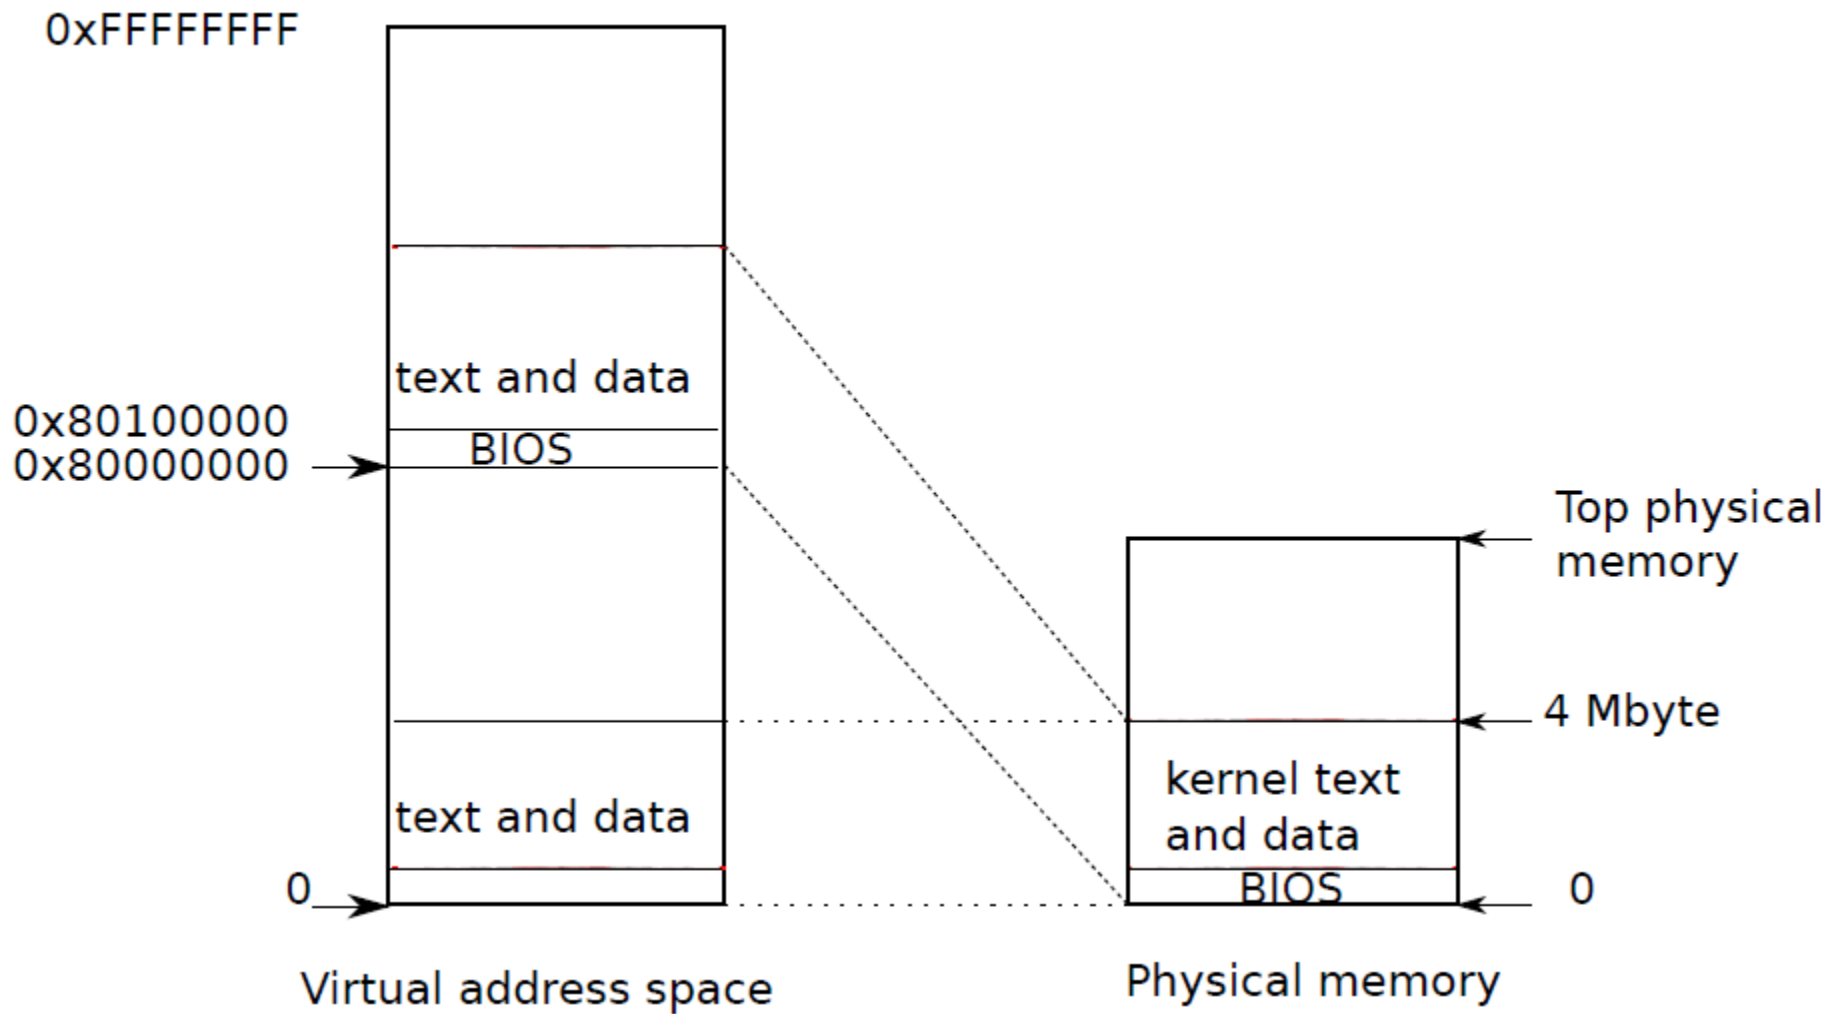 0xFFFFFFFF
text and data
0x80100000
BIOS
0x80000000
Top physical
memory
4 Mbyte
kernel text
and data
text and data
BIOS
0
0
Virtual address space
Physical memory